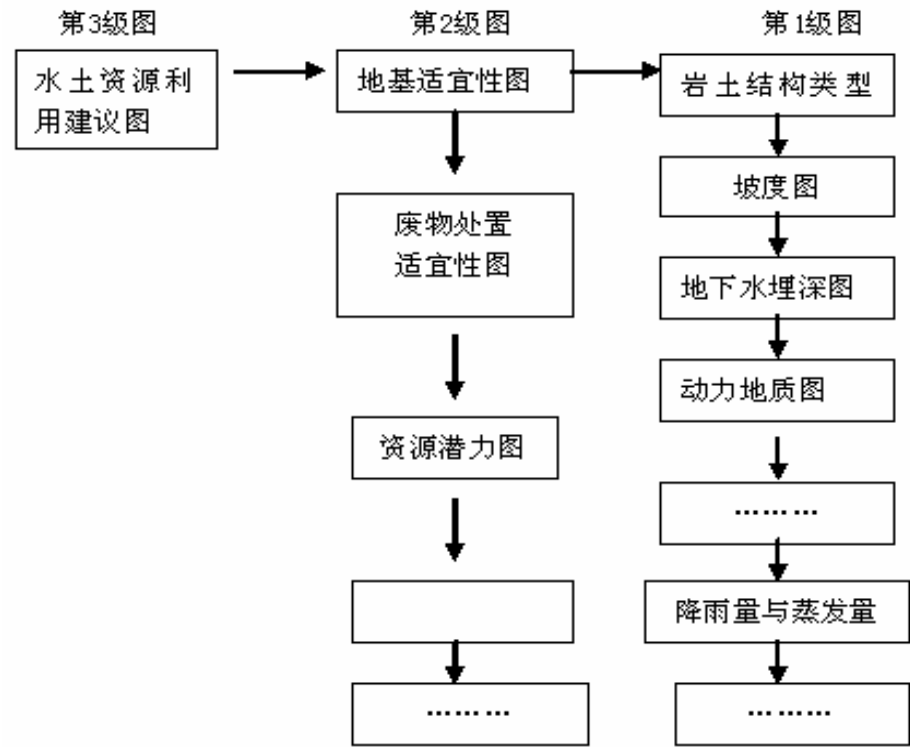 第3级图
第2级图
第1级图
水土资源利
用建议图
地基适宜性图
岩土结构类型
坡度图
废物处置
适宜性图
地下水埋深图
动力地质图
资源潜力图
………
降雨量与蒸发量
………
………